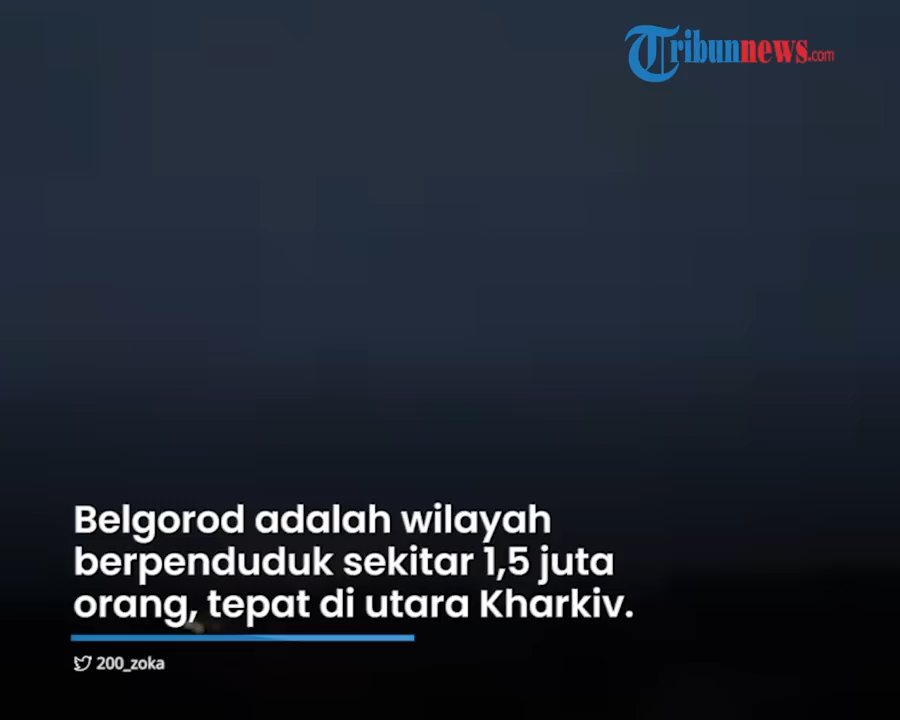 Tribunnews.com
Belgorod adalah wilayah
berpenduduk sekitar 1,5 juta
orang, tepat di utara Kharkiv.
200_zoka